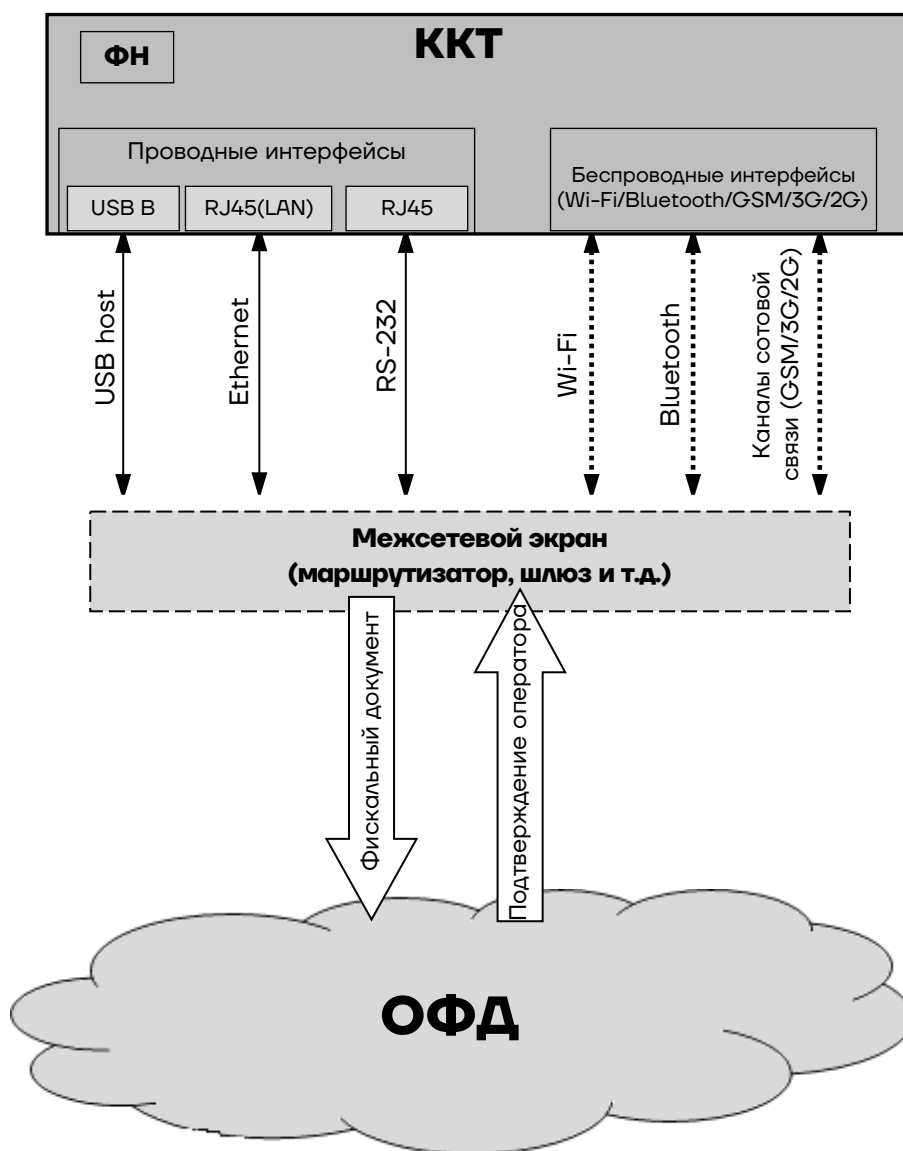 ККТ
ФН
Проводные интерфейсы
USB B
RJ45(LAN)
RJ45
Беспроводные интерфейсы
(Wi-Fi/Bluetooth/GSM/3G/2G)
USB host
Ethernet
RS-232
Wi-Fi
Bluetooth
Каналы сотовой
связи (GSM/3G/2G)
Межсетевой экран
(маршрутизатор, шлюз и т.д.)
Фискальный документ
Подтверждение оператора
ОФД